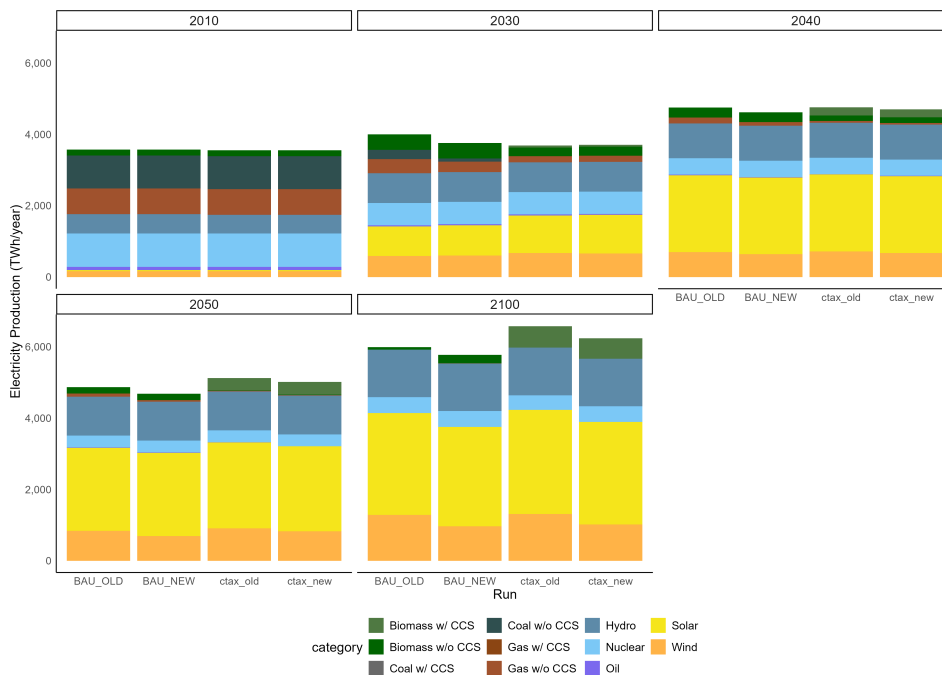 2010
2030
2040
6,000
4,000
2,000
0
BAU_OLD BAU_NEW ctax_old ctax_new
2050
2100
6,000
4,000
2,000
0
BAU_OLD BAU_NEW ctax_old ctax_new
BAU_OLD BAU_NEW ctax_old ctax_new
Electricity Production (TWh/year)
Run
category
Biomass w/ CCS
Biomass w/o CCS
Coal w/ CCS
Coal w/o CCS
Gas w/ CCS
Gas w/o CCS
Hydro
Nuclear
Oil
Solar
Wind